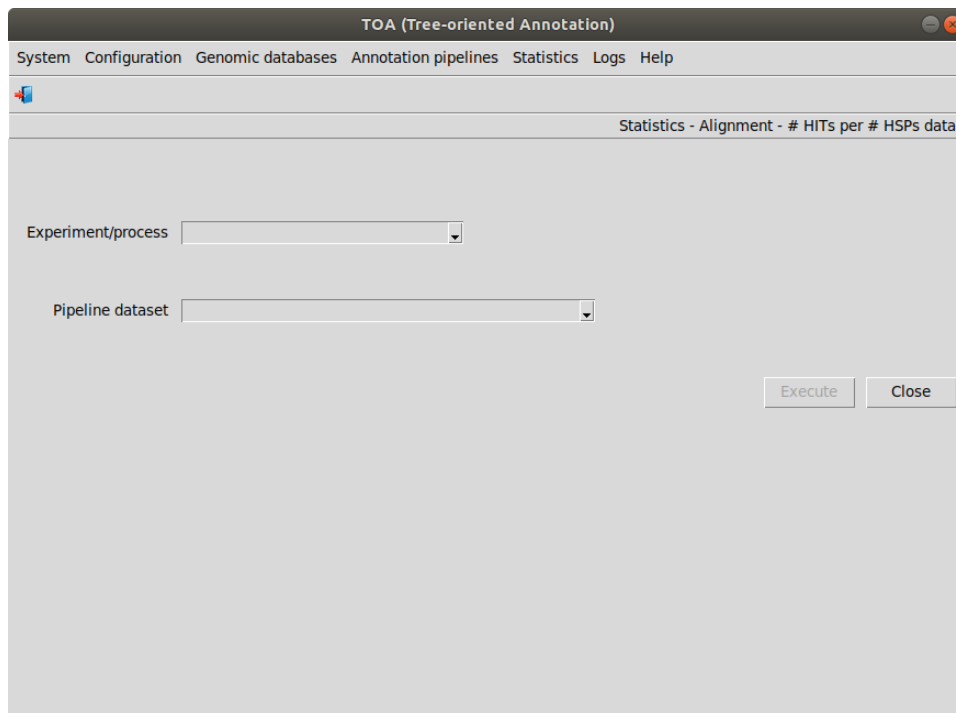 TOA (Tree-oriented Annotation)
System Configuration Genomic databases Annotation pipelines Statistics Logs Help
Statistics - Alignment - # HITs per # HSPs data
Experiment/process
Pipeline dataset
Execute Close